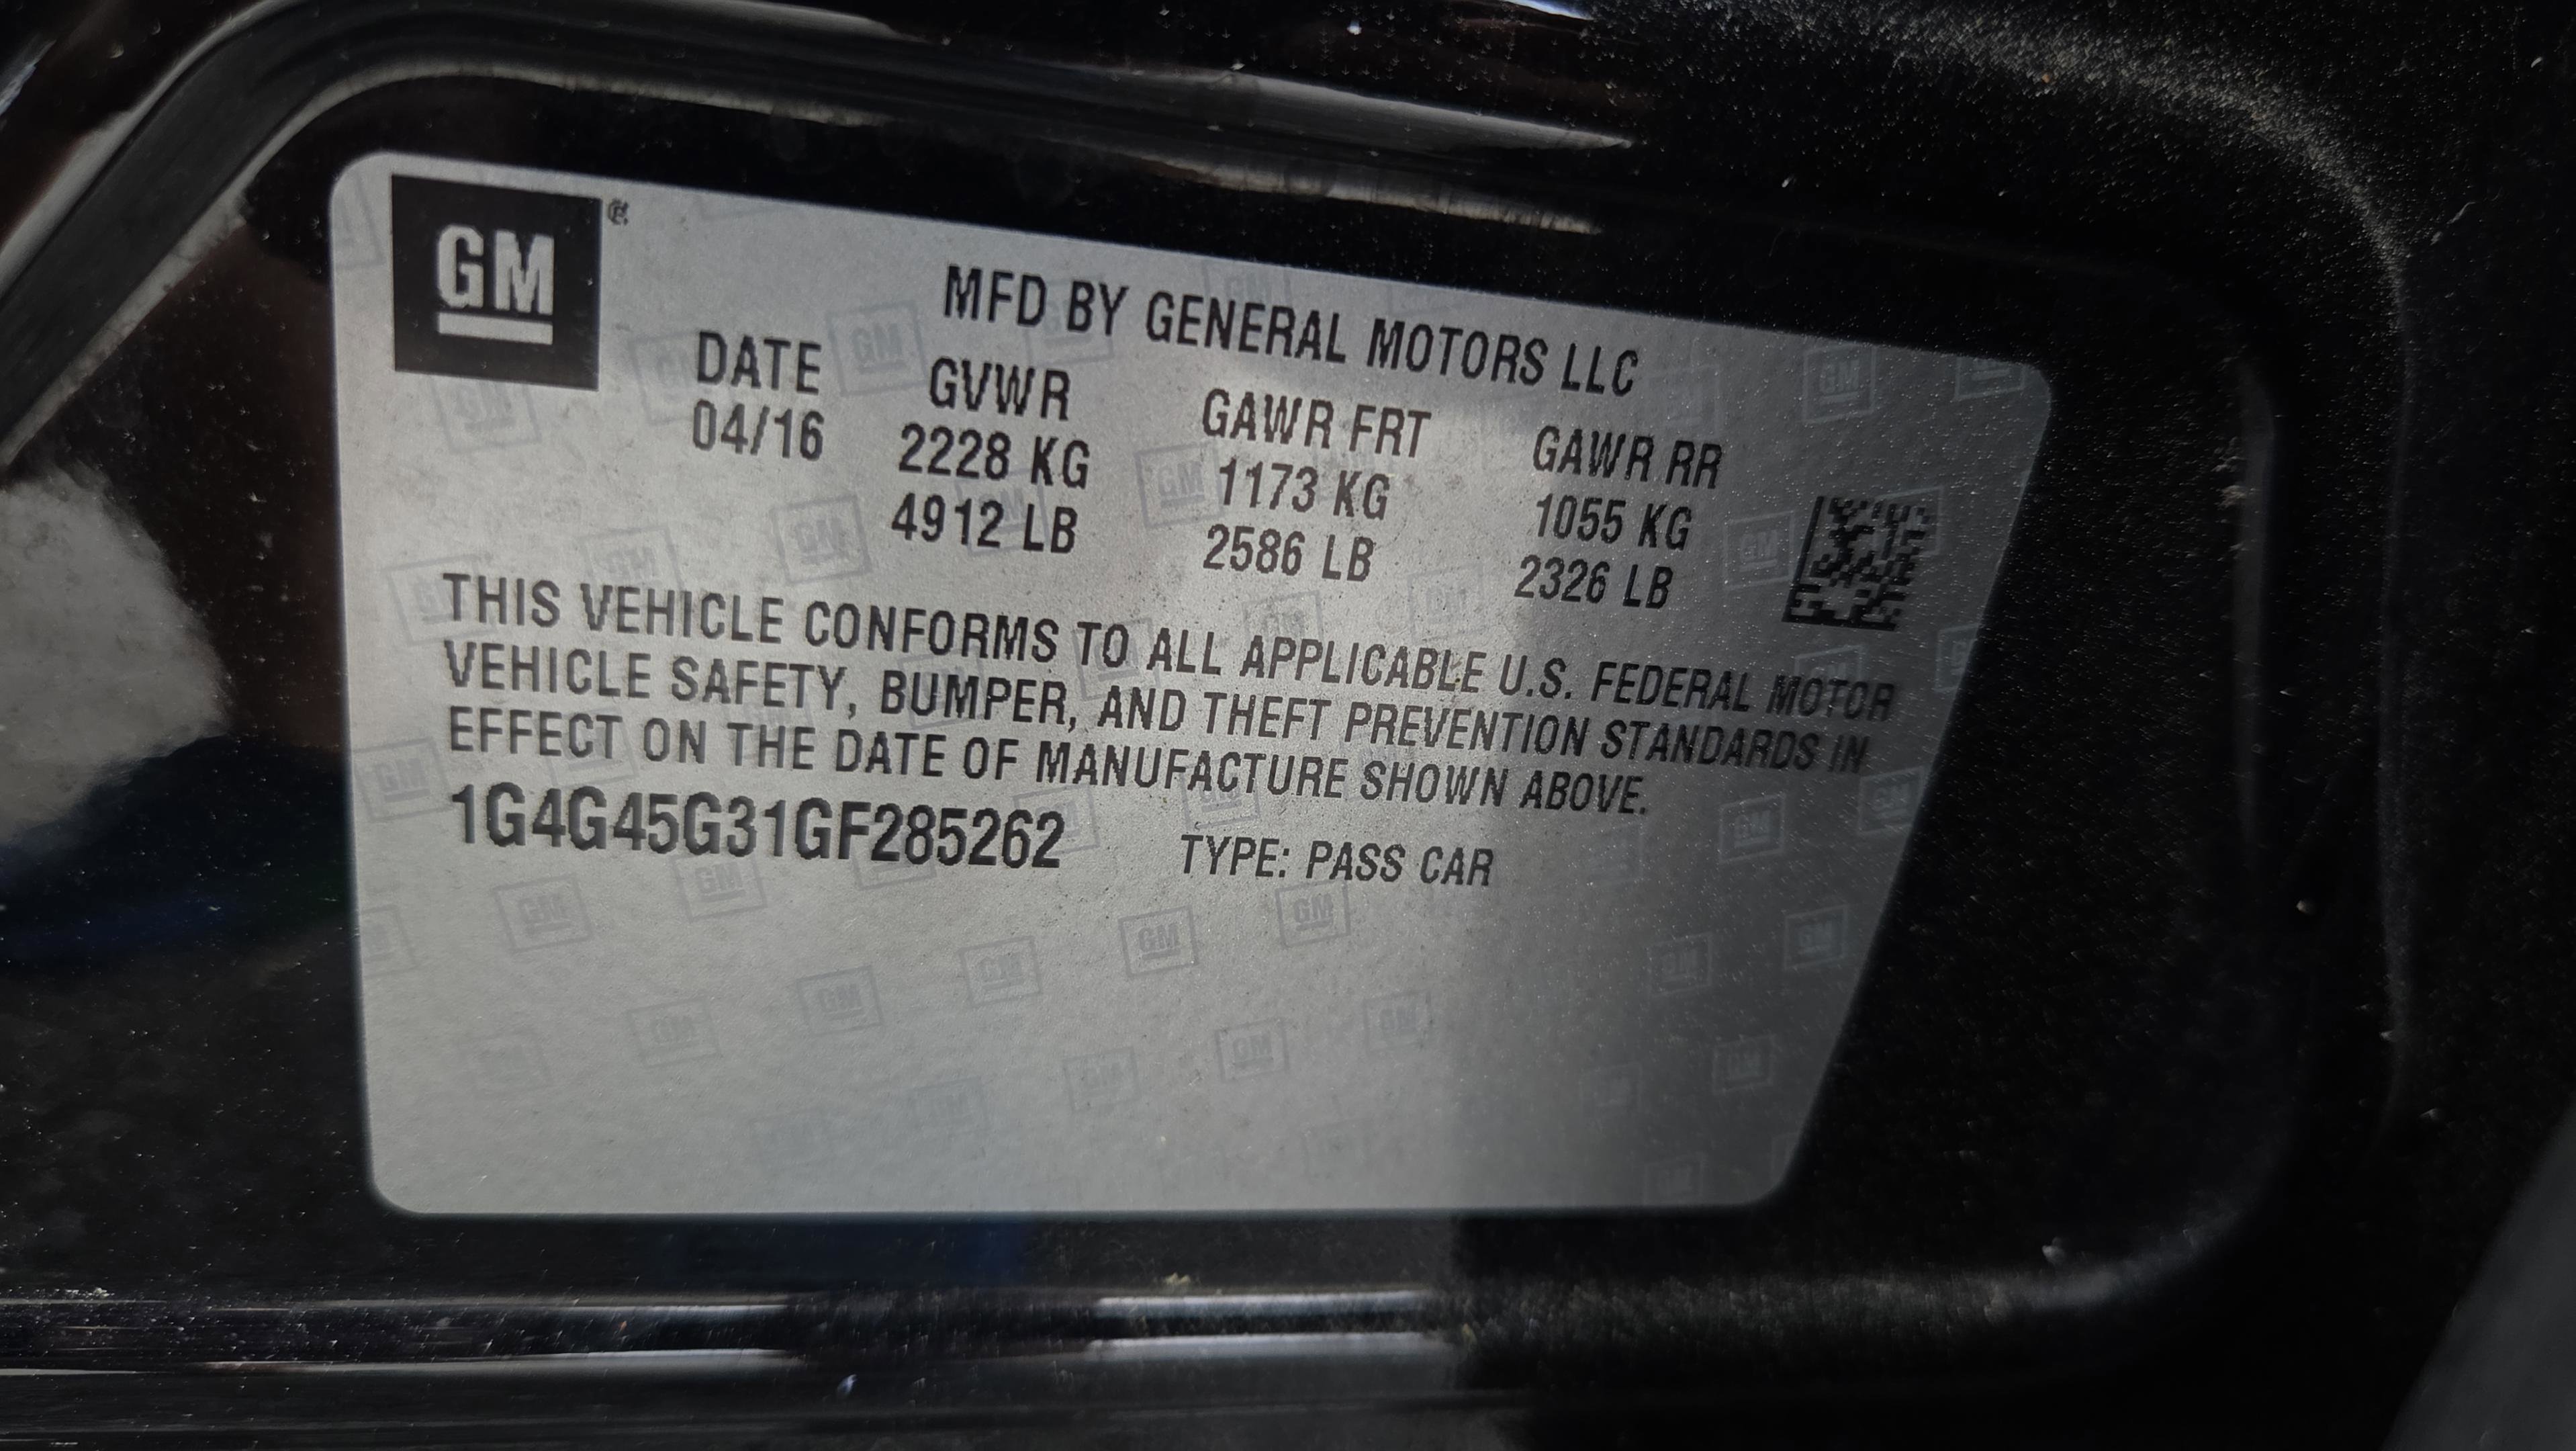 GM
MFD BY GENERAL MOTORS LLC
DATE GVWR GAWR FRT GAWR RR
04/16 2228 KG 1173 KG 1055 KG
4912 LB 2586 LB 2326 LB
THIS VEHICLE CONFORMS TO ALL APPLICABLE U.S. FEDERAL MOTOR
VEHICLE SAFETY, BUMPER, AND THEFT PREVENTION STANDARDS IN
EFFECT ON THE DATE OF MANUFACTURE SHOWN ABOVE.
1G4G45G31GF285262 TYPE: PASS CAR